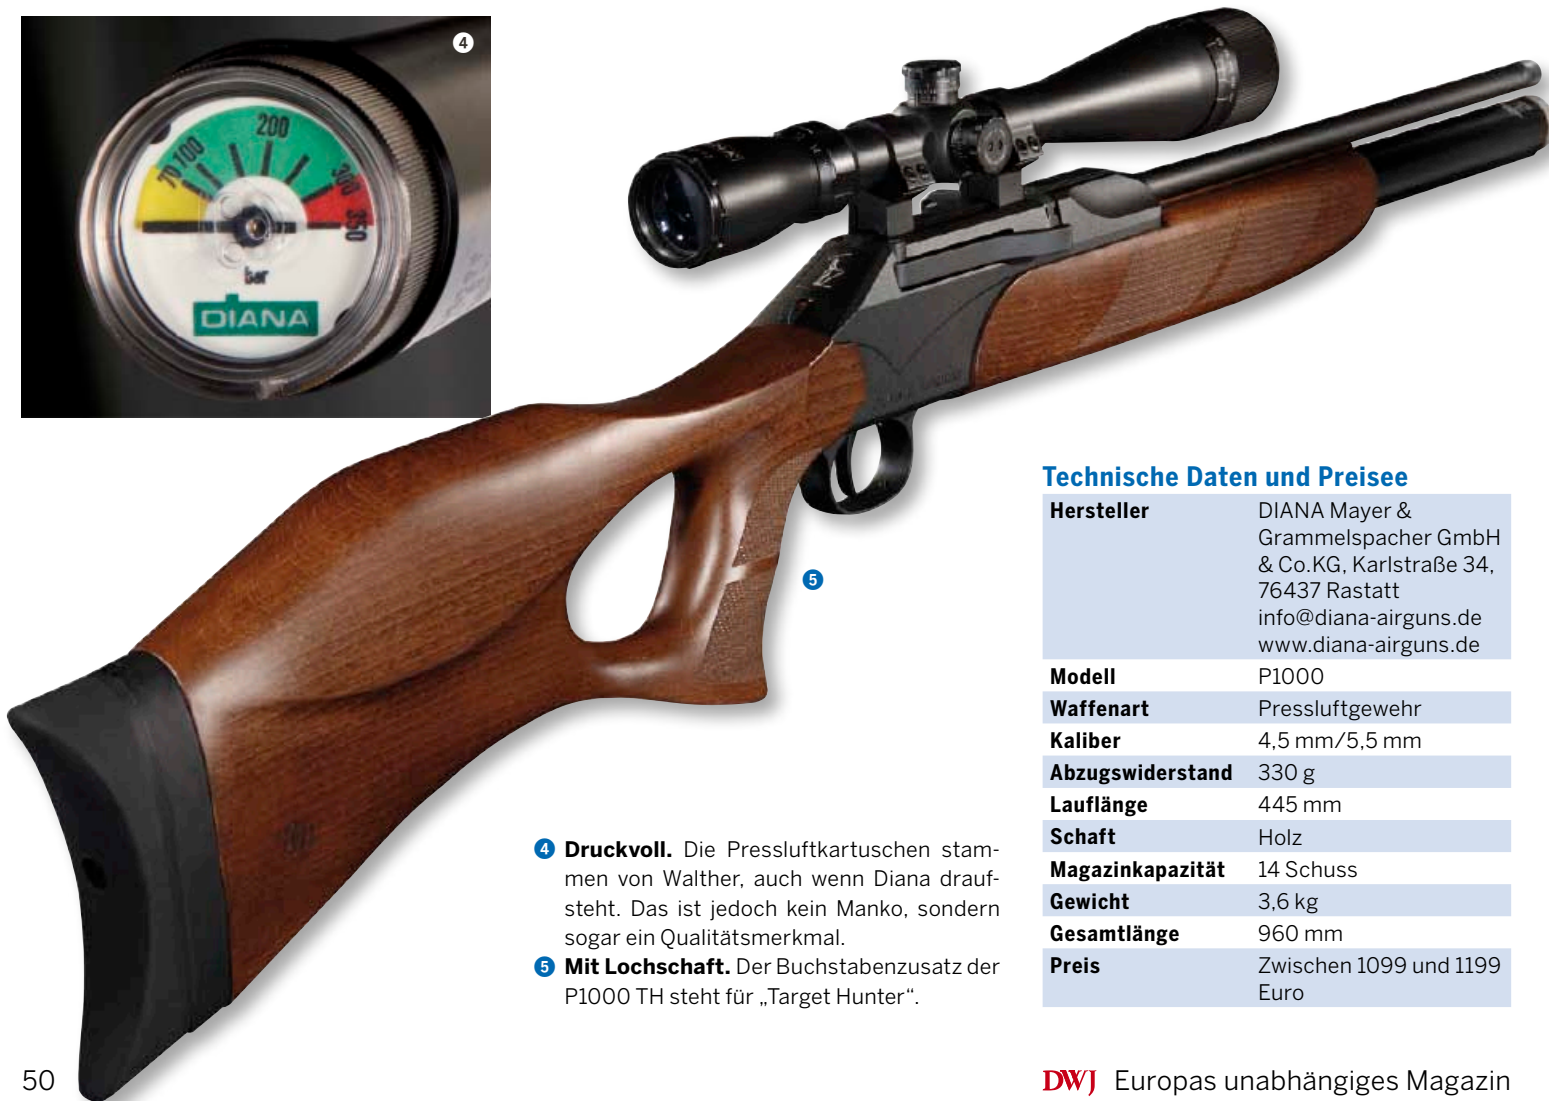 4
70
100
200
300
350
bar
DIANA
5
Technische Daten und Preisee
Hersteller DIANA Mayer &
Grammelspacher GmbH
& Co.KG, Karlstraße 34,
76437 Rastatt
info@diana-airguns.de
www.diana-airguns.de
Modell P1000
Waffenart Pressluftgewehr
Kaliber 4,5 mm/5,5 mm
Abzugswiderstand 330 g
Lauflänge 445 mm
Schaft Holz
Magazinkapazität 14 Schuss
Gewicht 3,6 kg
Gesamtlänge 960 mm
Preis Zwischen 1099 und 1199
Euro
4 Druckvoll. Die Pressluftkartuschen stam-
men von Walther, auch wenn Diana drauf-
steht. Das ist jedoch kein Manko, sondern
sogar ein Qualitätsmerkmal.
5 Mit Lochschaft. Der Buchstabenzusatz der
P1000 TH steht für „Target Hunter“.
50
DWJ Europas unabhängiges Magazin